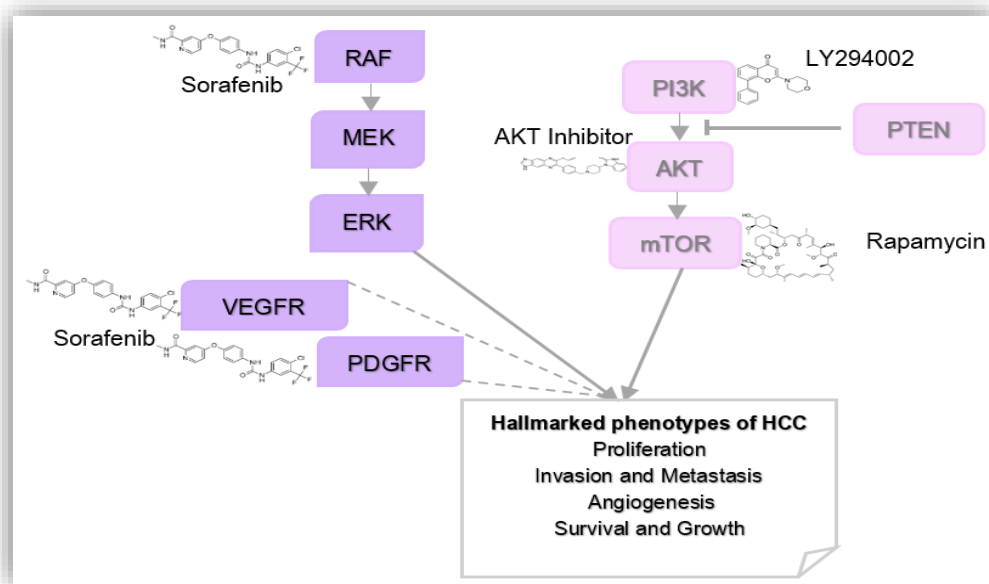 RAF
Sorafenib
MEK
ERK
LY294002
PI3K
PTEN
AKT Inhibitor
AKT
mTOR
Rapamycin
VEGFR
Sorafenib
PDGFR
Hallmarked phenotypes of HCC
Proliferation
Invasion and Metastasis
Angiogenesis
Survival and Growth